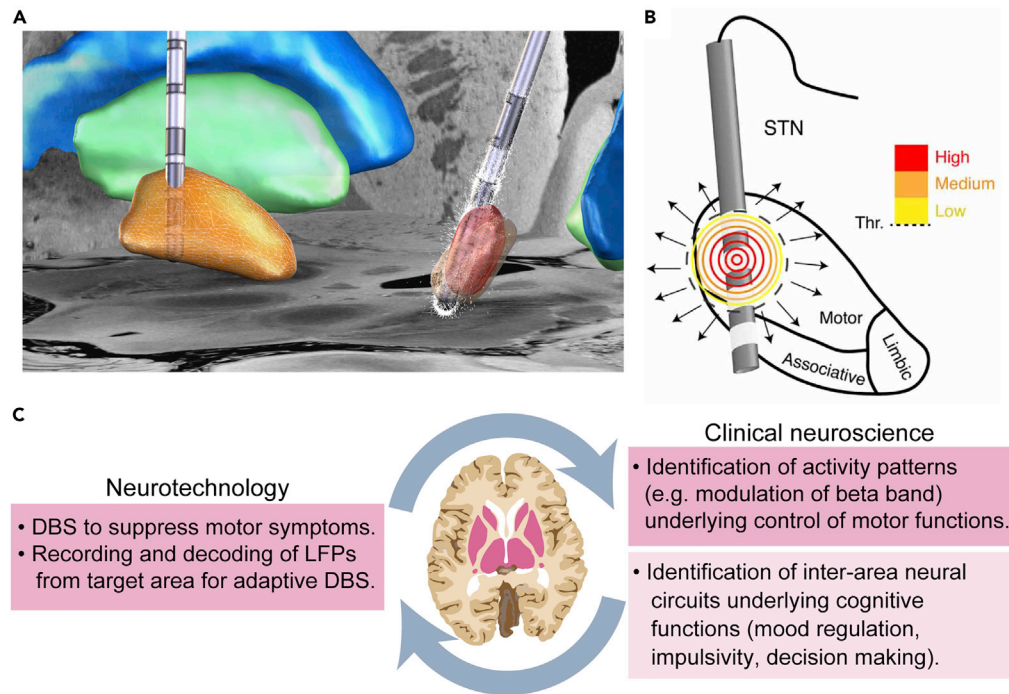 A
B
STN
High
Medium
Low
Thr.
Motor
Associative
Limbic
C
Neurotechnology
• DBS to suppress motor symptoms.
• Recording and decoding of LFPs
from target area for adaptive DBS.
Clinical neuroscience
• Identification of activity patterns
(e.g. modulation of beta band)
underlying control of motor functions.
• Identification of inter-area neural
circuits underlying cognitive
functions (mood regulation,
impulsivity, decision making).